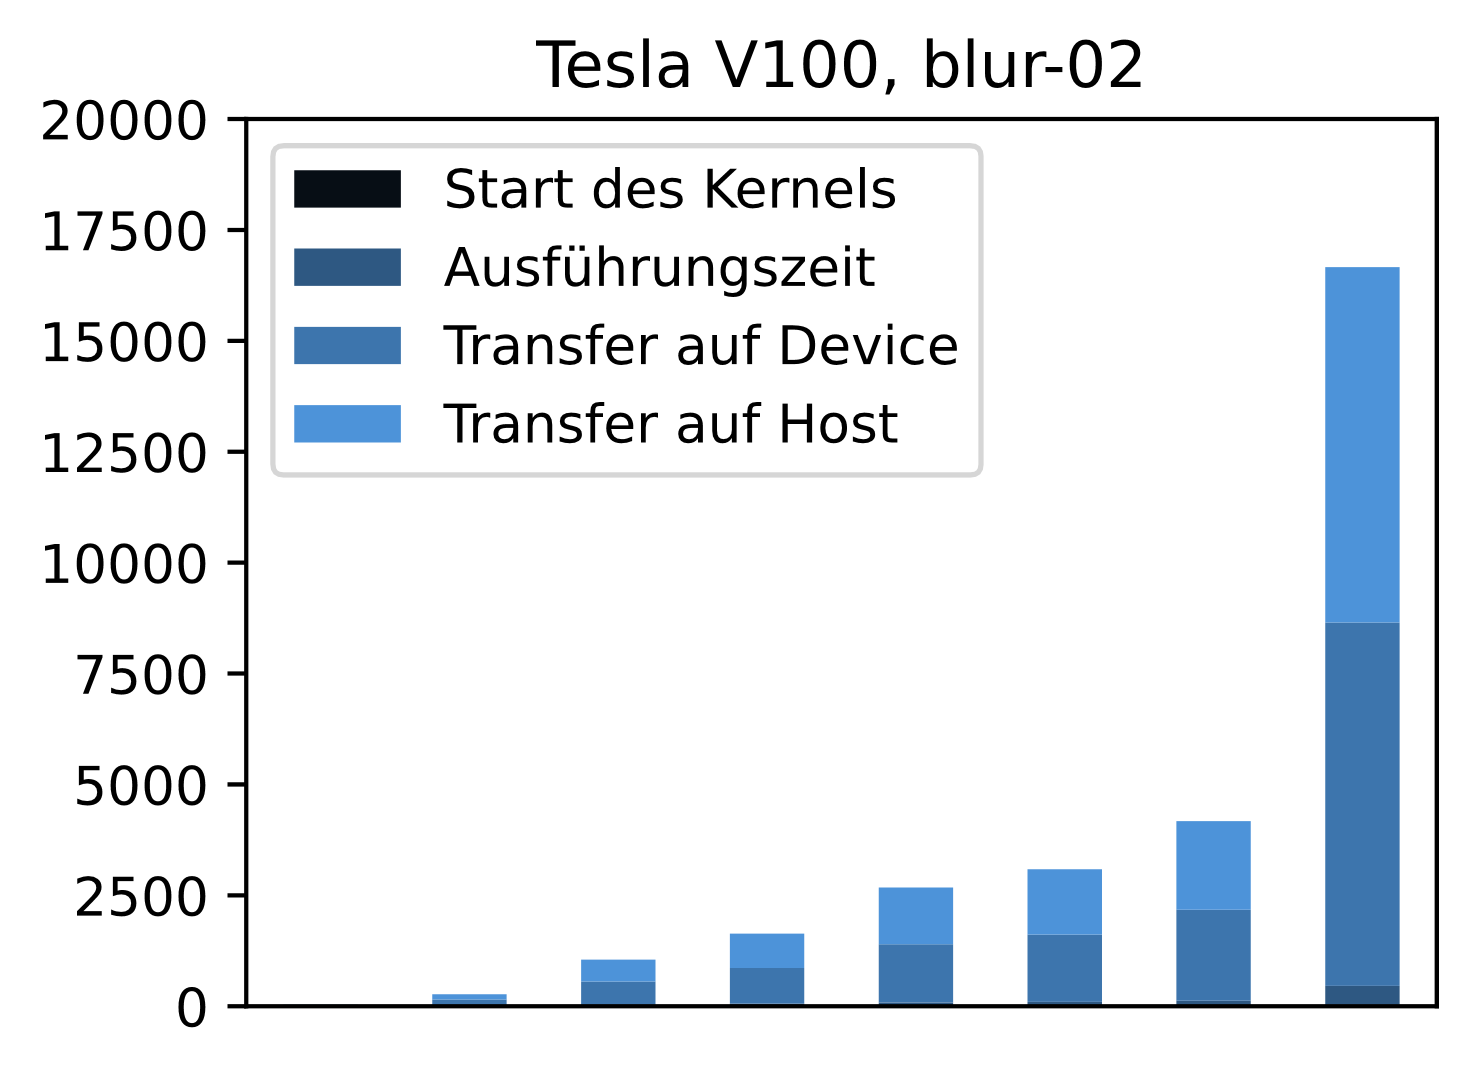 Tesla V100, blur-02
20000
17500
15000
12500
10000
7500
5000
2500
0
Start des Kernels
Ausführungszeit
Transfer auf Device
Transfer auf Host